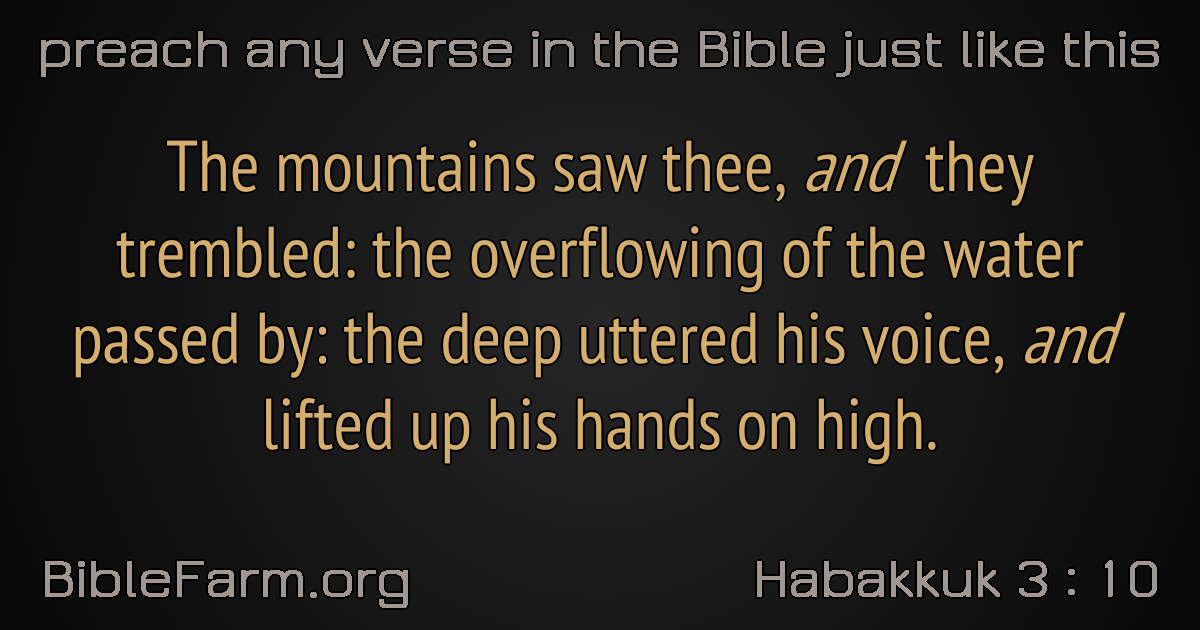 preach any verse in the Bible just like this
The mountains saw thee, and they
trembled: the overflowing of the water
passed by: the deep uttered his voice, and
lifted up his hands on high.
BibleFarm.org
Habakkuk 3 : 10